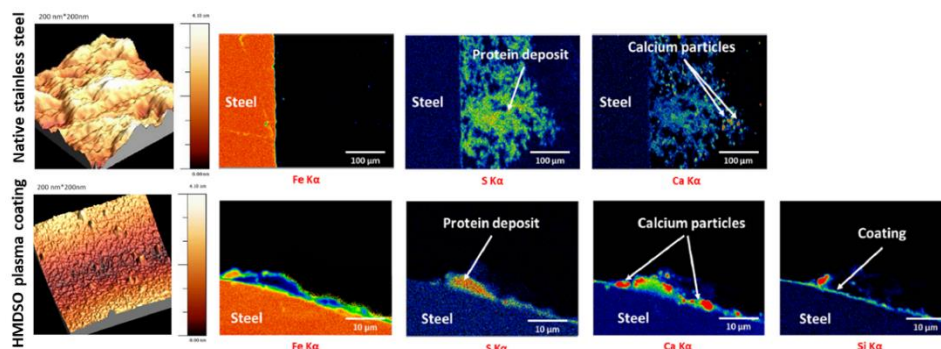 Native stainless steel
200 nm*200nm
Steel
100 µm
Fe Kα
Protein deposit
Steel
100 µm
S Kα
Calcium particles
Steel
100 µm
Ca Kα
HMDSO plasma coating
200 nm*200nm
Steel
10 µm
Fe Kα
Protein deposit
Steel
10 µm
S Kα
Calcium particles
Steel
10 µm
Ca Kα
Coating
Steel
10 µm
Si Kα